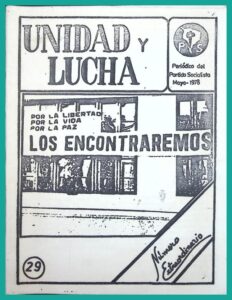 UNIDAD Y
LUCHA
PS
Periódico del
Partido Socialista
Mayo-1978
POR LA LIBERTAD
POR LA VIDA
POR LA PAZ
LOS ENCONTRAREMOS
29
Número
Extraordinario